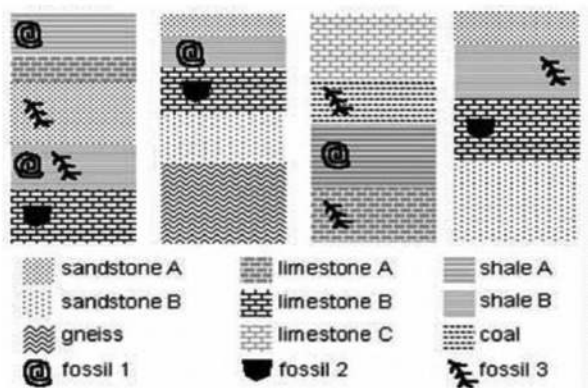 sandstone A limestone A shale A
sandstone B limestone B shale B
gneiss limestone C coal
fossil 1 fossil 2 fossil 3